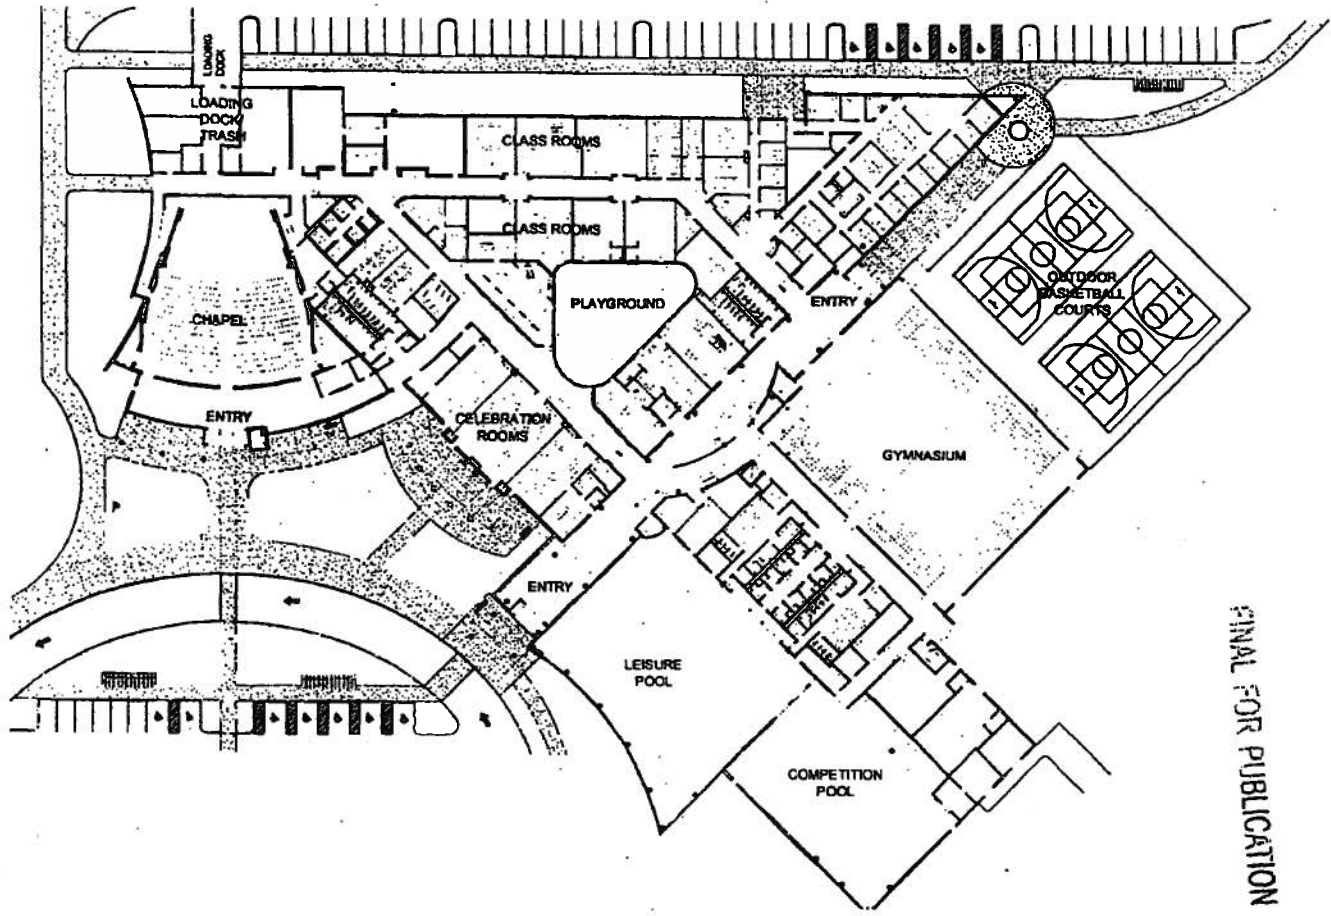 LOADING
DOCK
LOADING
DOCK/
TRASH
CLASS ROOMS
CLASS ROOMS
PLAYGROUND
ENTRY
OUTDOOR
BASKETBALL
COURTS
CHAPEL
ENTRY
CELEBRATION
ROOMS
GYMNASIUM
ENTRY
LEISURE
POOL
COMPETITION
POOL
FINAL FOR PUBLICATION